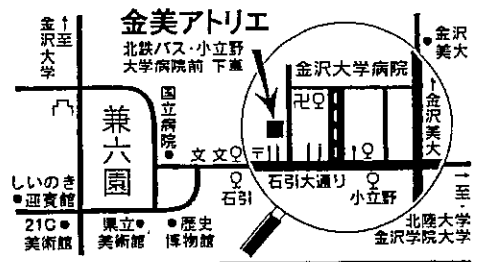 金美アトリエ
北鉄バス・小立野
大学病院前 下車
↑至
金沢大学
金沢
美大
金沢大学病院
卍
↑金沢美大
兼六園
国立病院
文
文
〒
石引大通り
石引
小立野
しいのき
迎賓館
21C
美術館
県立
美術館
歴史
博物館
→至
北陸大学
金沢学院大学